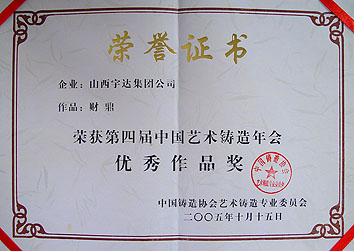 荣誉证书
企业：山西宇达集团公司
作品：财鼎
荣获第四届中国艺术铸造年会
优秀作品奖
中国铸造协会艺术铸造专业委员会
二〇〇五年十月十五日